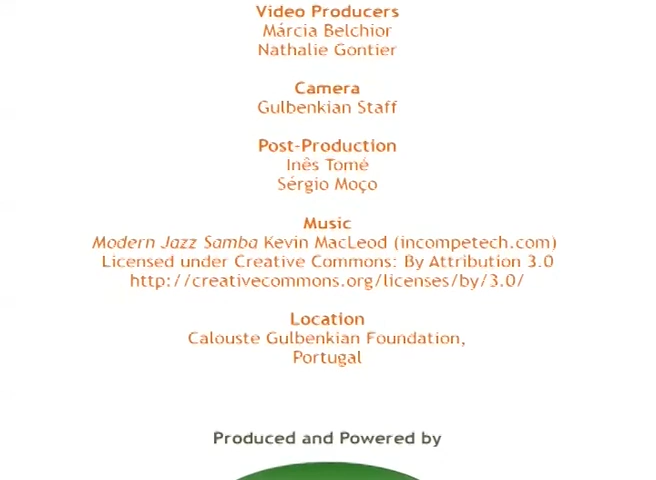 Video Producers
Márcia Belchior
Nathalie Gontier
Camera
Gulbenkian Staff
Post-Production
Inês Tomé
Sérgio Moço
Music
Modern Jazz Samba Kevin MacLeod (incompetech.com)
Licensed under Creative Commons: By Attribution 3.0
http://creativecommons.org/licenses/by/3.0/
Location
Calouste Gulbenkian Foundation,
Portugal
Produced and Powered by